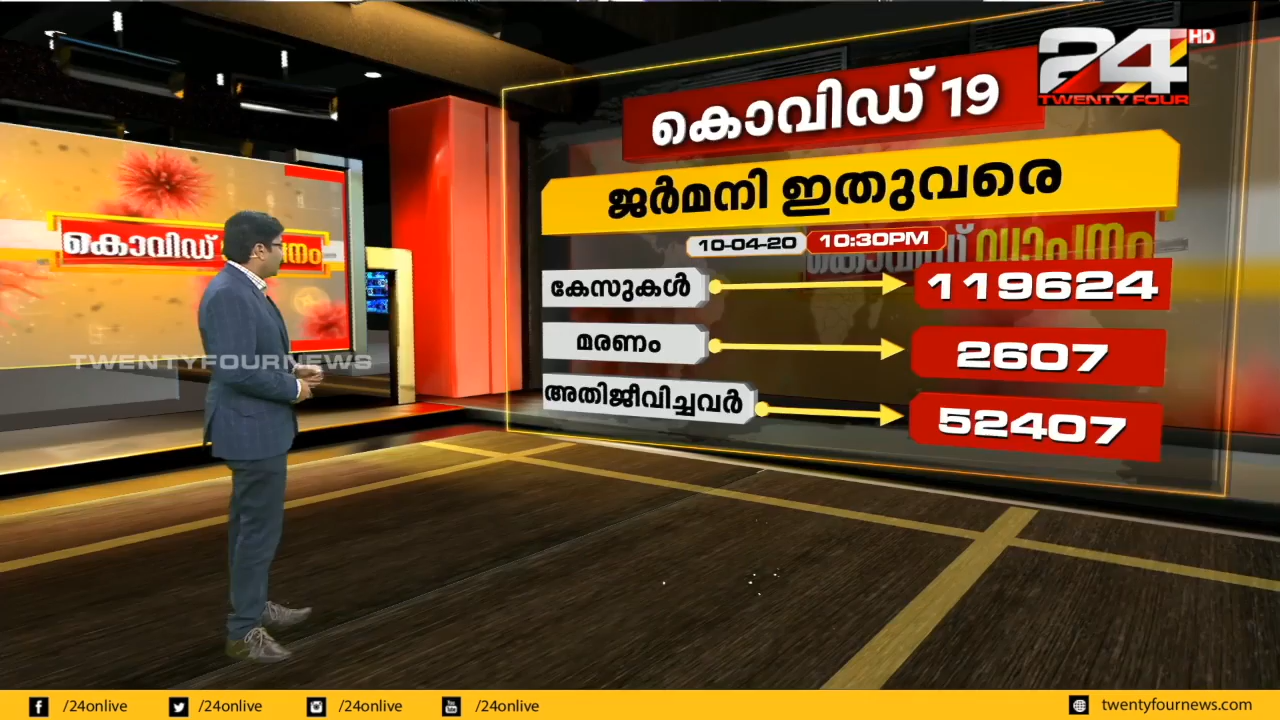 24 HD
TWENTY FOUR
കൊവിഡ് 19
ജർമനി ഇതുവരെ
10-04-20 10:30PM
കേസുകൾ 119624
മരണം 2607
അതിജീവിച്ചവർ 52407
കൊവിഡ്
TWENTYFOURNEWS
കൊവിഡ് വ്യാപനം
/24onlive /24onlive /24onlive /24onlive twentyfournews.com